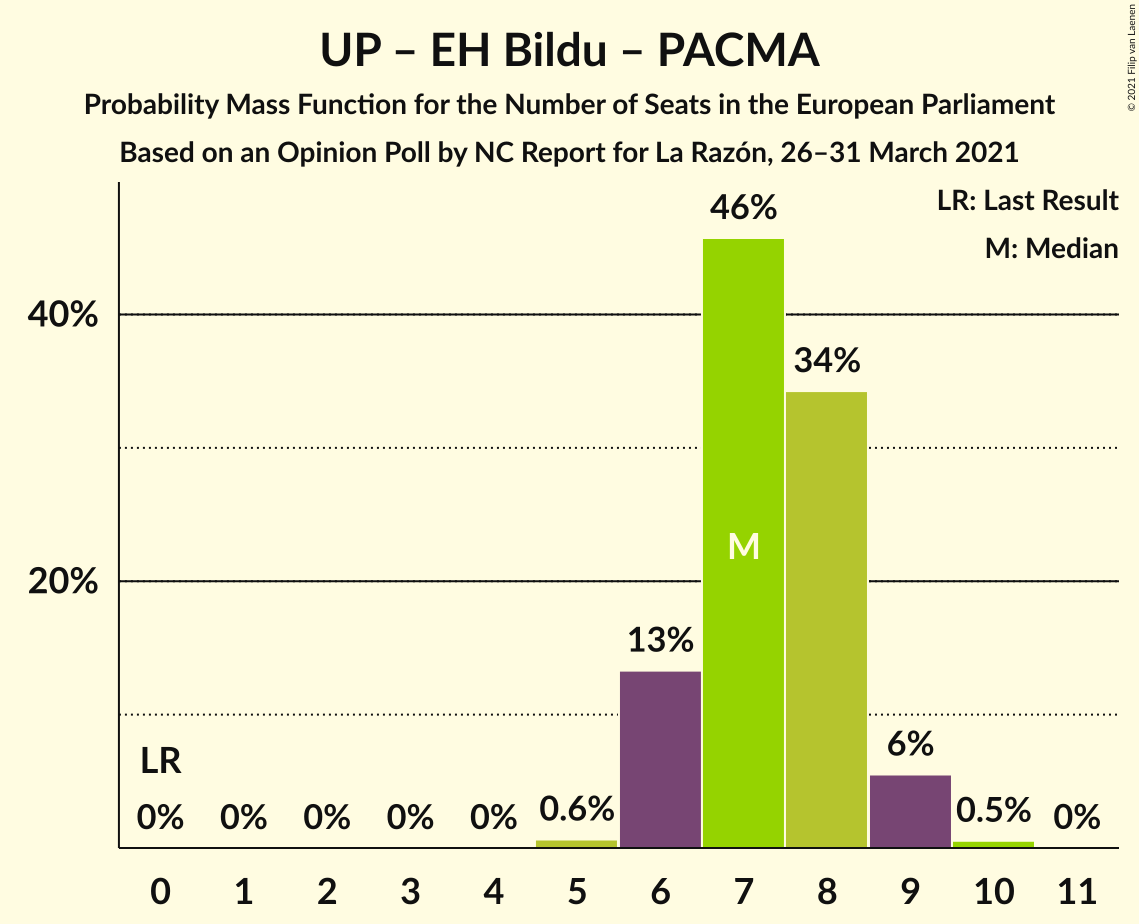 UP – EH Bildu – PACMA
Probability Mass Function for the Number of Seats in the European Parliament
Based on an Opinion Poll by NC Report for La Razón, 26–31 March 2021
© 2021 Filip van Laenen
LR: Last Result
M: Median
40%
20%
LR
0%
0%
0%
0%
0%
0.6%
13%
46%
M
34%
6%
0.5%
0%
0 1 2 3 4 5 6 7 8 9 10 11